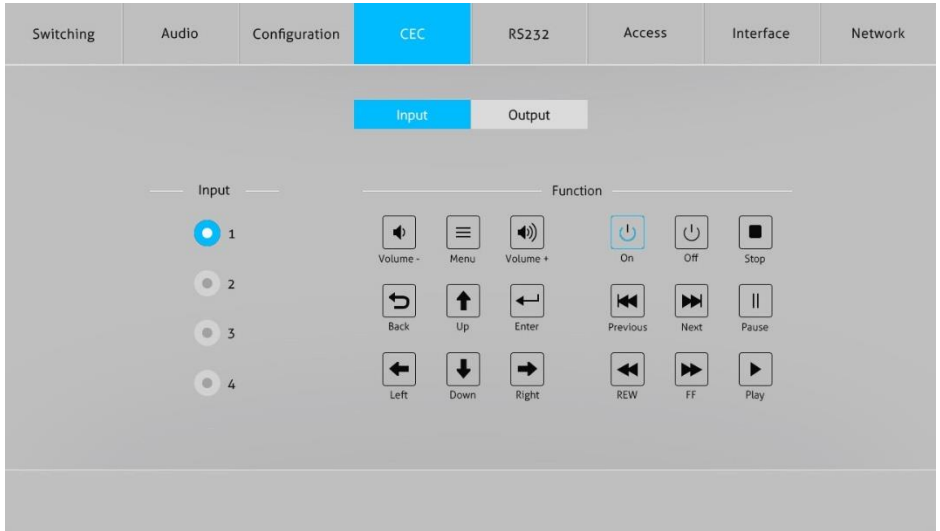 Switching Audio Configuration CEC RS232 Access Interface Network
Input Output
Input
1
2
3
4
Function
Volume - Menu Volume + On Off Stop
Back Up Enter Previous Next Pause
Left Down Right REW FF Play